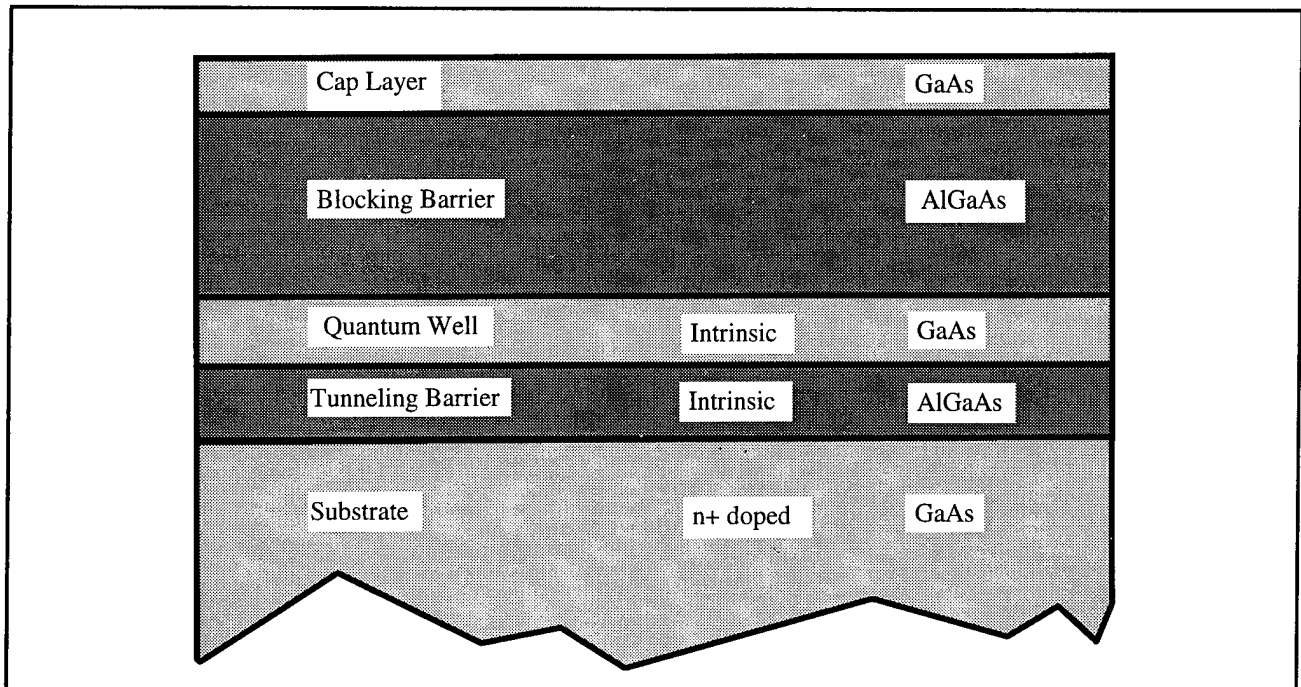 Cap Layer GaAs
Blocking Barrier AlGaAs
Quantum Well Intrinsic GaAs
Tunneling Barrier Intrinsic AlGaAs
Substrate n+ doped GaAs